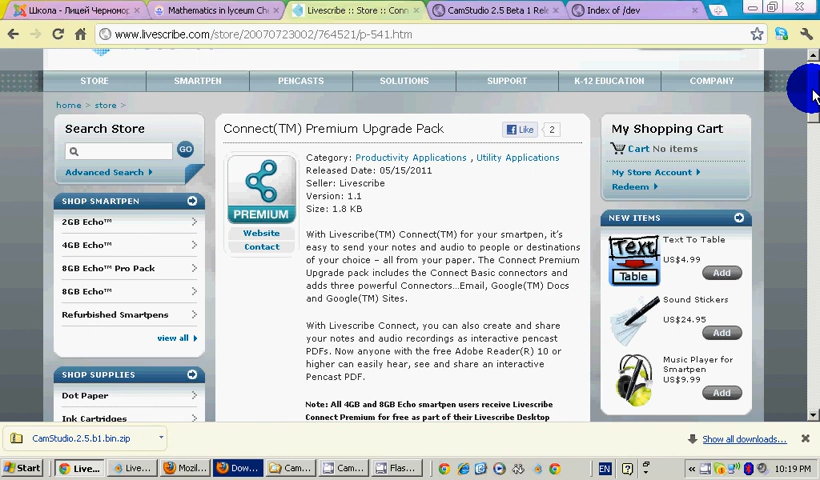 Школа - Лицей Чернонор
Mathematics in lyceum Che
Livescribe :: Store :: Conn
CamStudio 2.5 Beta 1 Rele
Index of /dev
www.livescribe.com/store/20070723002/764521/p-541.htm
STORE SMARTPEN PENCASTS SOLUTIONS SUPPORT K-12 EDUCATION COMPANY
home > store >
Search Store
GO
Advanced Search
SHOP SMARTPEN
2GB Echo™
4GB Echo™
8GB Echo™ Pro Pack
8GB Echo™
Refurbished Smartpens
view all
SHOP SUPPLIES
Dot Paper
Ink Cartridges
Connect(TM) Premium Upgrade Pack
Like 2
PREMIUM
Website
Contact
Category: Productivity Applications , Utility Applications
Released Date: 05/15/2011
Seller: Livescribe
Version: 1.1
Size: 1.8 KB
With Livescribe(TM) Connect(TM) for your smartpen, it's
easy to send your notes and audio to people or destinations
of your choice – all from your paper. The Connect Premium
Upgrade pack includes the Connect Basic connectors and
adds three powerful Connectors...Email, Google(TM) Docs
and Google(TM) Sites.
With Livescribe Connect, you can also create and share
your notes and audio recordings as interactive pencast
PDFs. Now anyone with the free Adobe Reader(R) 10 or
higher can easily hear, see and share an interactive
Pencast PDF.
Note: All 4GB and 8GB Echo smartpen users receive Livescribe
Connect Premium for free as part of their Livescribe Desktop
My Shopping Cart
Cart No items
My Store Account
Redeem
NEW ITEMS
Text
Table
Text To Table
US$4.99
Add
Sound Stickers
US$24.95
Add
Music Player for
Smartpen
US$9.99
Add
CamStudio.2.5.b1.bin.zip
Show all downloads...
Start
Live...
Live...
Mozil...
Dow...
Cam...
Cam...
Flas...
EN
10:19 PM